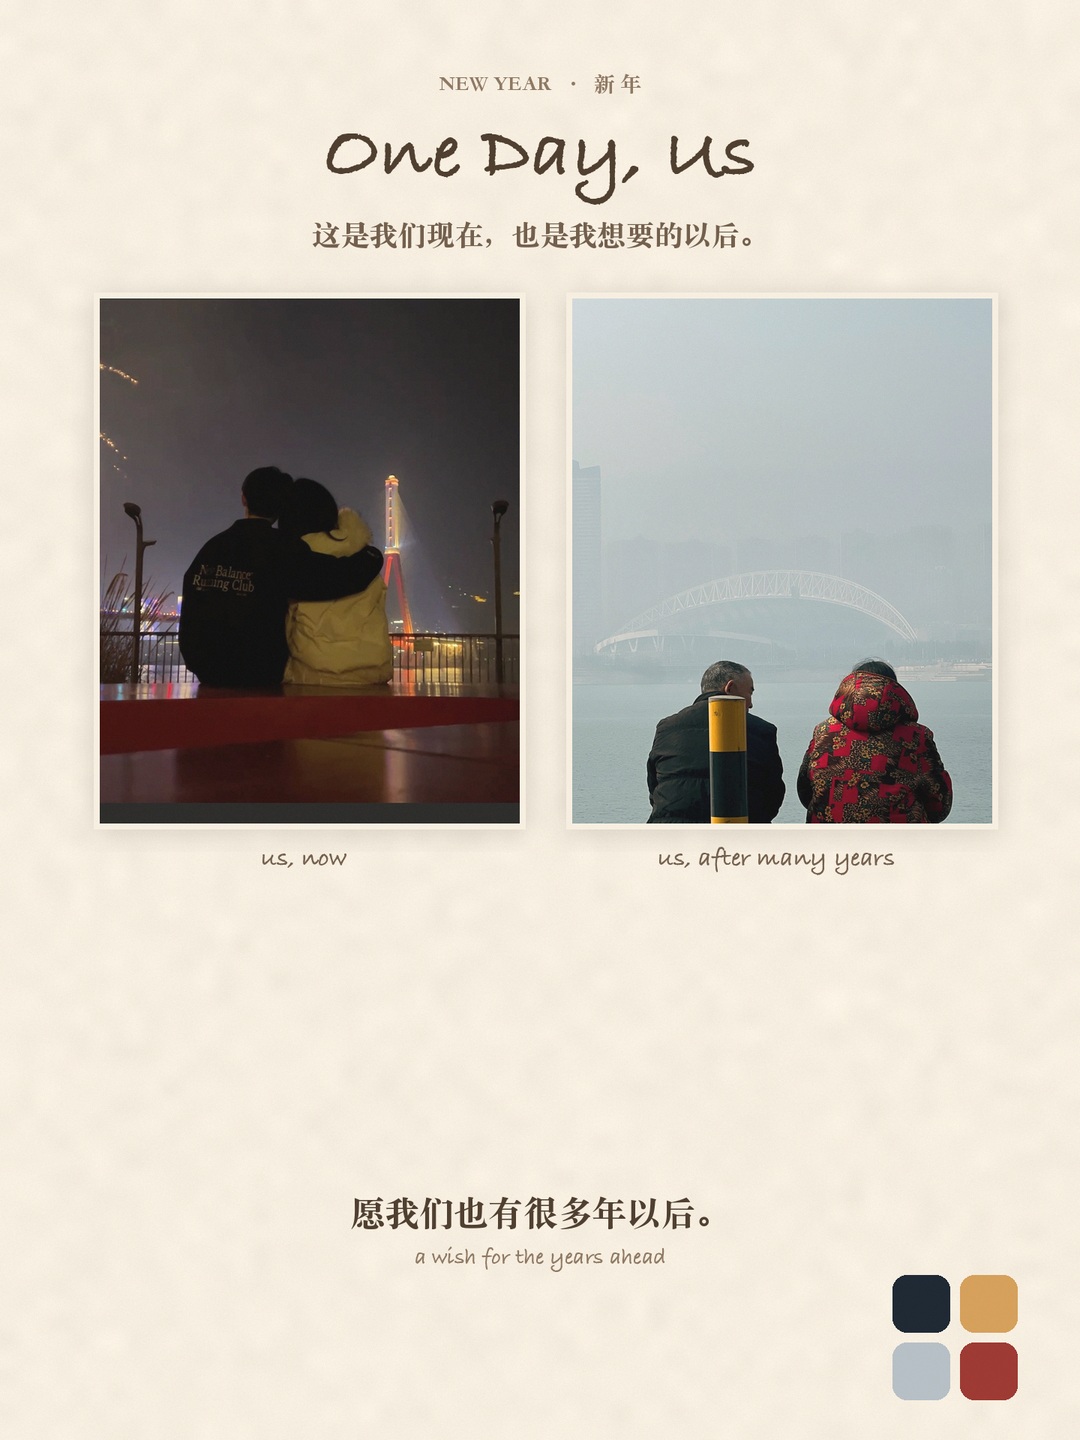 NEW YEAR · 新年
One Day, Us
这是我们现在，也是我想要的以后。
Balance
Club
us, now
us, after many years
愿我们也有很多年以后。
a wish for the years ahead